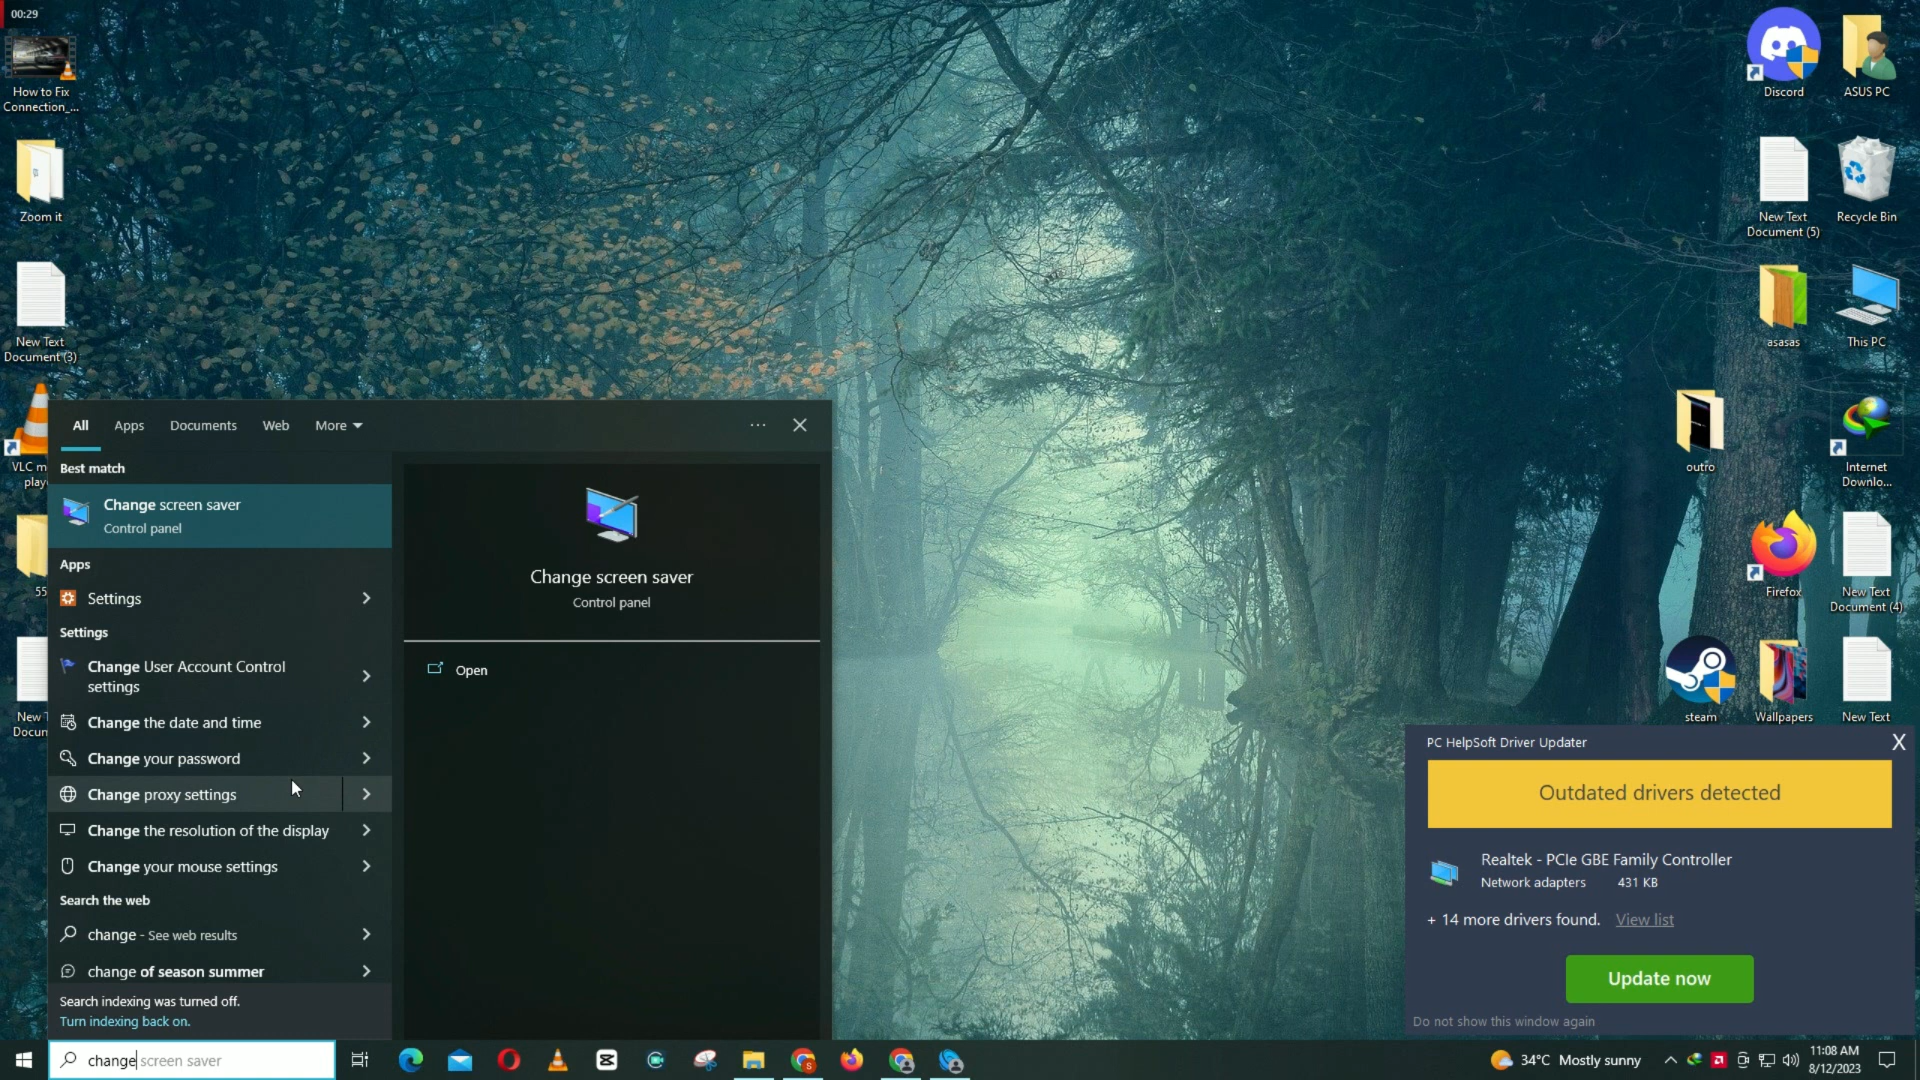 00:29
How to Fix
Connection_...
Zoom it
New Text
Document (3)
VLC m
play
55
New T
Docum
Discord
ASUS PC
New Text
Document (5)
Recycle Bin
asasas
This PC
outro
Internet
Downlo...
Firefox
New Text
Document (4)
steam
Wallpapers
New Text
All
Apps
Documents
Web
More
Best match
Change screen saver
Control panel
Apps
Settings
Settings
Change User Account Control
settings
Change the date and time
Change your password
Change proxy settings
Change the resolution of the display
Change your mouse settings
Search the web
change - See web results
change of season summer
Search indexing was turned off.
Turn indexing back on.
Change screen saver
Control panel
Open
PC HelpSoft Driver Updater
X
Outdated drivers detected
Realtek - PCIe GBE Family Controller
Network adapters 431 KB
+ 14 more drivers found. View list
Update now
Do not show this window again
change screen saver
34°C Mostly sunny
11:08 AM
8/12/2023